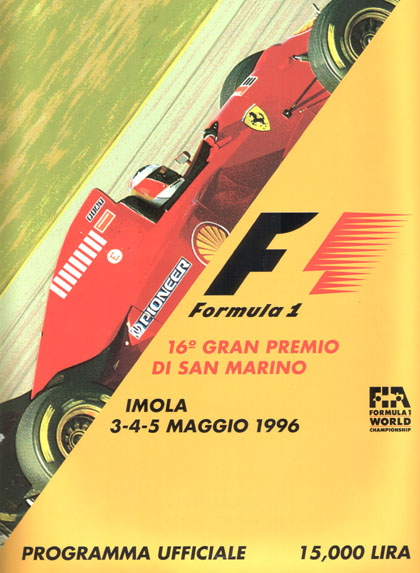 FIAT
PIONEER
F1
Formula 1
16º GRAN PREMIO
DI SAN MARINO
IMOLA
3-4-5 MAGGIO 1996
FIA
FORMULA 1
WORLD
CHAMPIONSHIP
PROGRAMMA UFFICIALE 15,000 LIRA